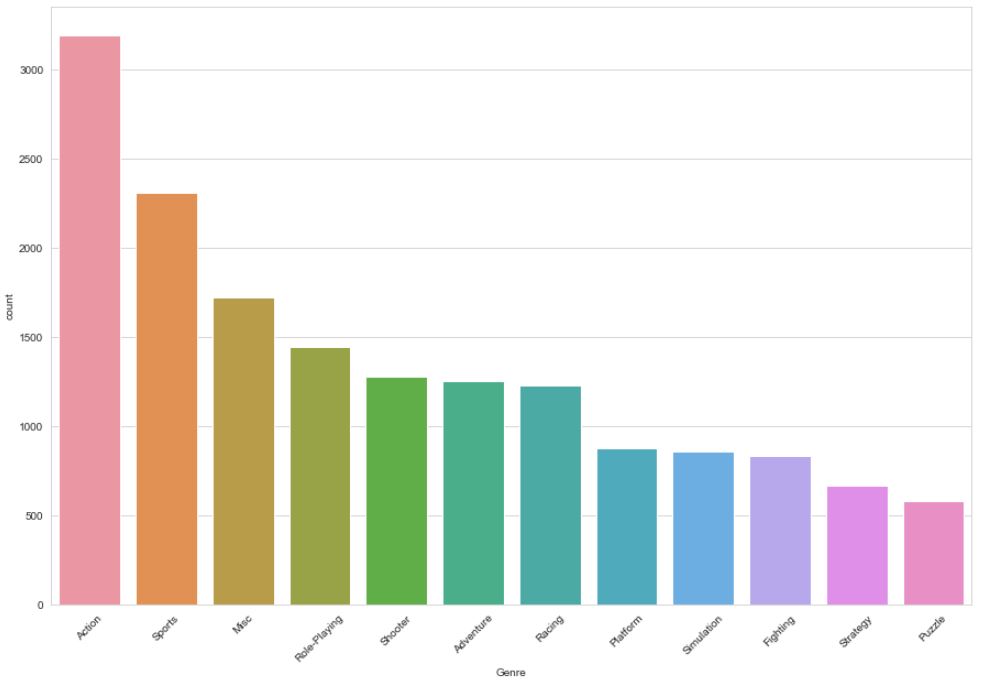 3000
2500
2000
1500
1000
500
0
count
Action
Sports
Misc
Role-Playing
Shooter
Adventure
Racing
Platform
Simulation
Fighting
Strategy
Puzzle
Genre